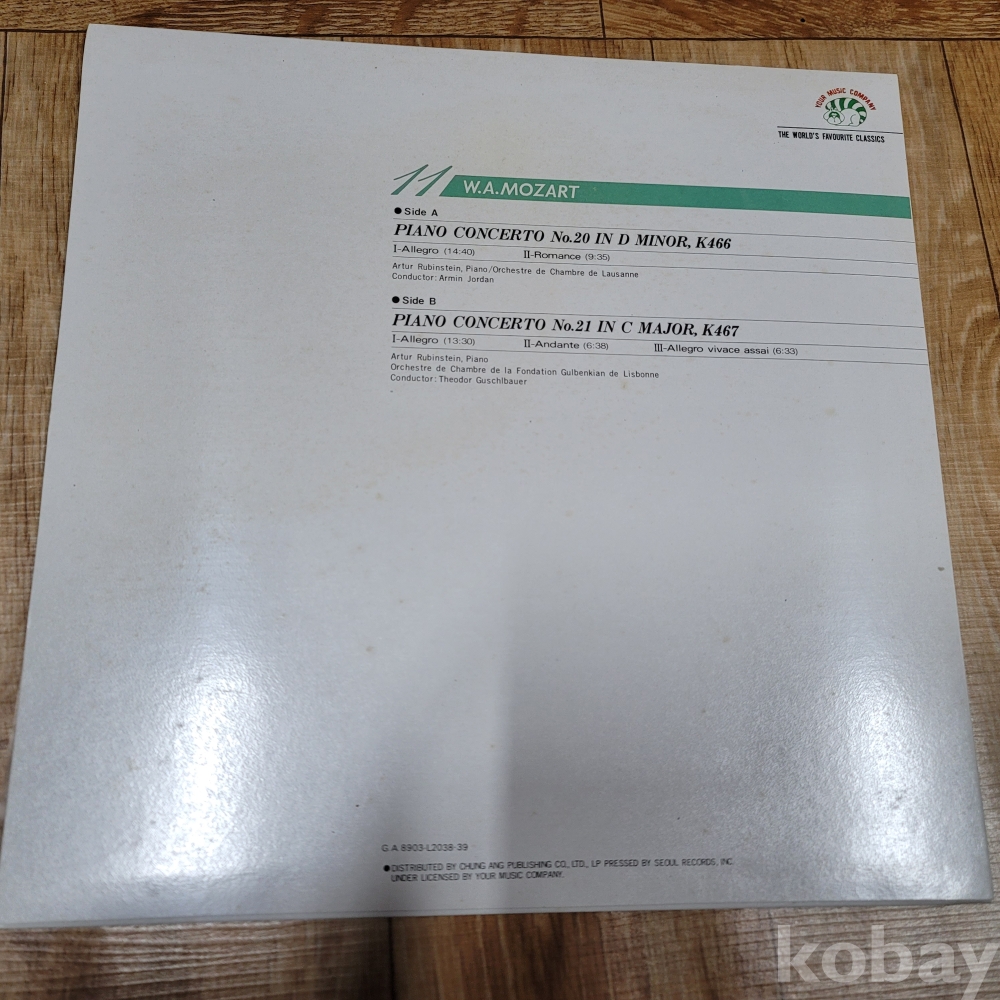 YOUR MUSIC COMPANY
THE WORLD'S FAVOURITE CLASSICS
11 W.A.MOZART
●Side A
PIANO CONCERTO No.20 IN D MINOR, K466
I-Allegro (14:40) II-Romance (9:35)
Artur Rubinstein, Piano/Orchestre de Chambre de Lausanne
Conductor: Armin Jordan
●Side B
PIANO CONCERTO No.21 IN C MAJOR, K467
I-Allegro (13:30) II-Andante (6:38) III-Allegro vivace assai (6:33)
Artur Rubinstein, Piano
Orchestre de Chambre de la Fondation Gulbenkian de Lisbonne
Conductor: Theodor Guschlbauer
G.A 8903-L2038-39
●DISTRIBUTED BY CHUNG ANG PUBLISHING CO., LTD., LP PRESSED BY SEOUL RECORDS, INC.
UNDER LICENSED BY YOUR MUSIC COMPANY.
kobay